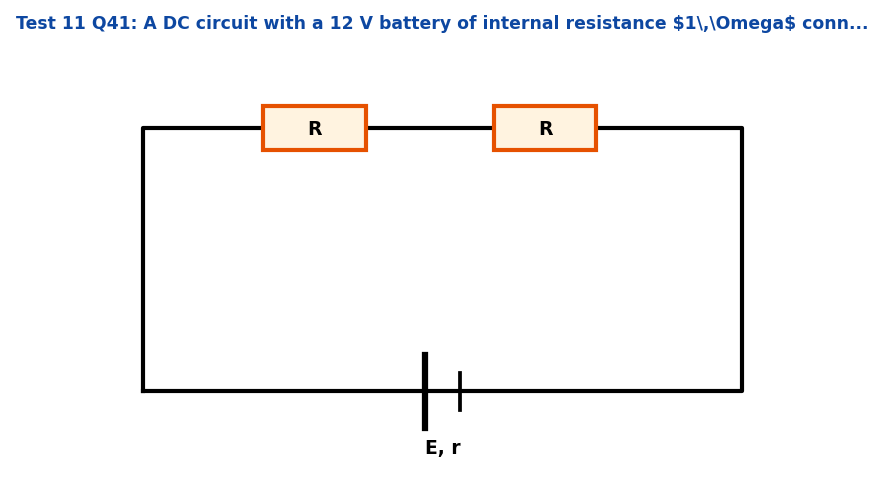 Test 11 Q41: A DC circuit with a 12 V battery of internal resistance $1\,\Omega$ conn...
R R
E, r